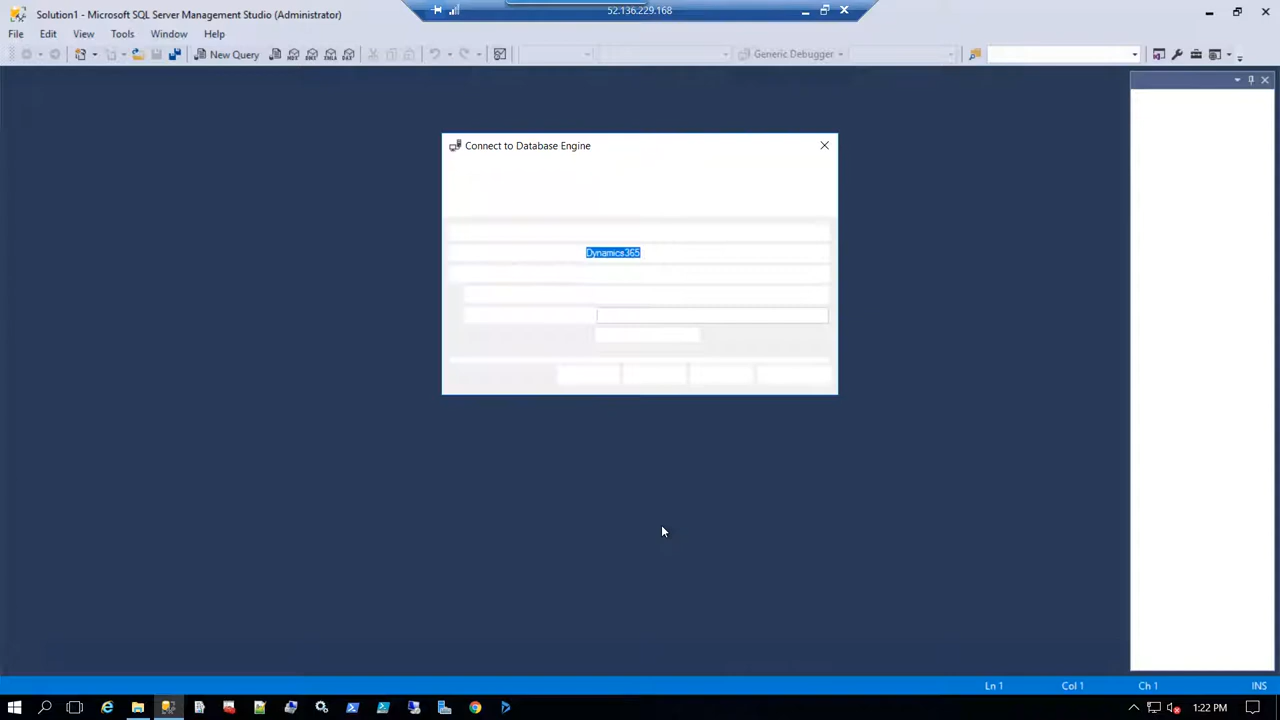 52.136.229.168
Solution1 - Microsoft SQL Server Management Studio (Administrator)
File Edit View Tools Window Help
New Query
Generic Debugger
Connect to Database Engine
Dynamics365
Ln 1 Col 1 Ch 1 INS
1:22 PM